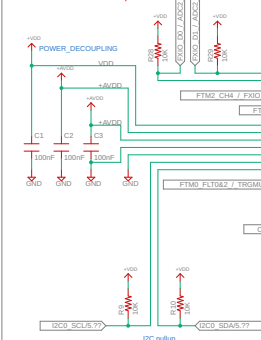 +VDD
+VDD
FXIO_D0 / ADC2
FXIO_D1 / ADC2
R28
10K
R29
10K
+VDD
POWER_DECOUPLING
+AVDD
VDD
+AVDD
+AVDD
+AVDD
FTM2_CH4 / FXIO
FT
C1
C2
C3
100nF
100nF
100nF
GND
GND
GND
GND
FTM0_FLT0&2 / TRGMU
+VDD
+VDD
R9
10K
R10
10K
I2C0_SCL/5.??
I2C0_SDA/5.??
I2C pullup